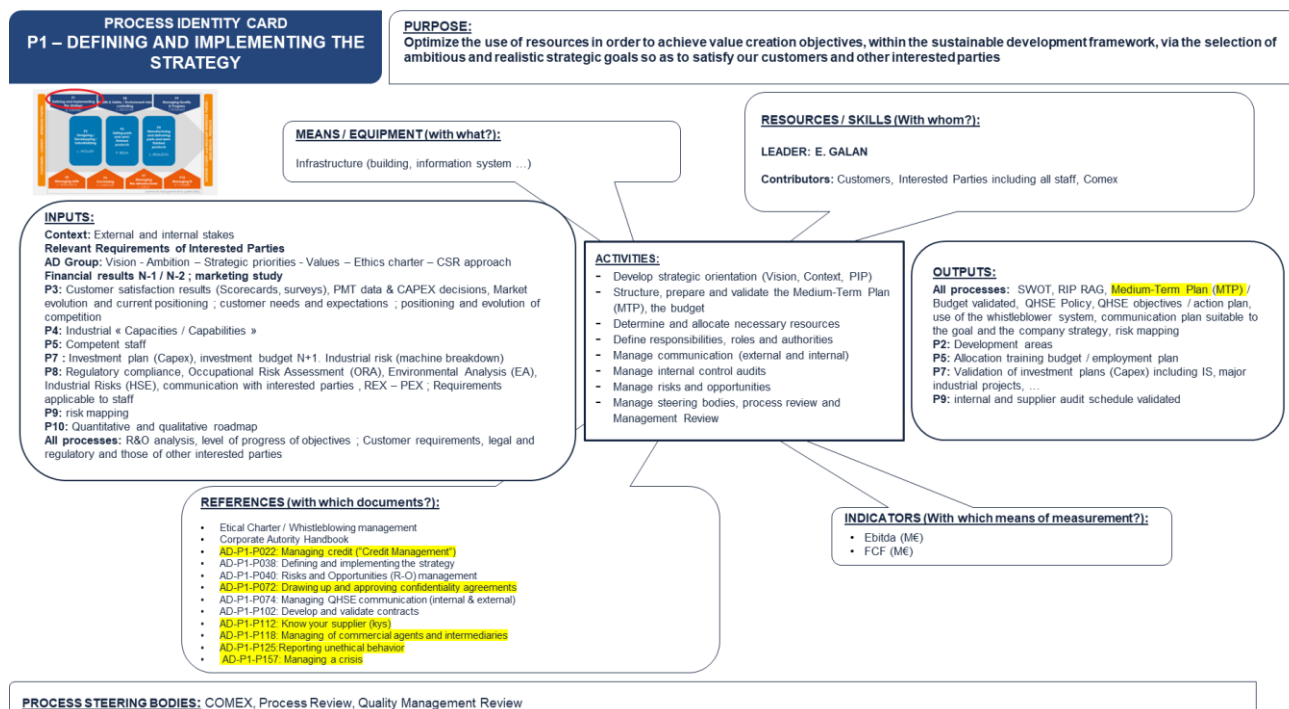 PROCESS IDENTITY CARD
P1 – DEFINING AND IMPLEMENTING THE
STRATEGY
PURPOSE:
Optimize the use of resources in order to achieve value creation objectives, within the sustainable development framework, via the selection of
ambitious and realistic strategic goals so as to satisfy our customers and other interested parties
MEANS / EQUIPMENT (with what?):
Infrastructure (building, information system …)
RESOURCES / SKILLS (With whom?):
LEADER: E. GALAN
Contributors: Customers, Interested Parties including all staff, Comex
INPUTS:
Context: External and internal stakes
Relevant Requirements of Interested Parties
AD Group: Vision - Ambition – Strategic priorities - Values – Ethics charter – CSR approach
Financial results N-1 / N-2 ; marketing study
P3: Customer satisfaction results (Scorecards, surveys), PMT data & CAPEX decisions, Market
evolution and current positioning ; customer needs and expectations ; positioning and evolution of
competition
P4: Industrial « Capacities / Capabilities »
P5: Competent staff
P7 : Investment plan (Capex), investment budget N+1. Industrial risk (machine breakdown)
P8: Regulatory compliance, Occupational Risk Assessment (ORA), Environmental Analysis (EA),
Industrial Risks (HSE), communication with interested parties , REX – PEX ; Requirements
applicable to staff
P9: risk mapping
P10: Quantitative and qualitative roadmap
All processes: R&O analysis, level of progress of objectives ; Customer requirements, legal and
regulatory and those of other interested parties
ACTIVITIES:
- Develop strategic orientation (Vision, Context, PIP)
- Structure, prepare and validate the Medium-Term Plan
(MTP), the budget
- Determine and allocate necessary resources
- Define responsibilities, roles and authorities
- Manage communication (external and internal)
- Manage internal control audits
- Manage risks and opportunities
- Manage steering bodies, process review and
Management Review
OUTPUTS:
All processes: SWOT, RIP RAG, Medium-Term Plan (MTP) /
Budget validated, QHSE Policy, QHSE objectives / action plan,
use of the whistleblower system, communication plan suitable to
the goal and the company strategy, risk mapping
P2: Development areas
P5: Allocation training budget / employment plan
P7: Validation of investment plans (Capex) including IS, major
industrial projects, …
P9: internal and supplier audit schedule validated
REFERENCES (with which documents?):
• Etical Charter / Whistleblowing management
• Corporate Autority Handbook
• AD-P1-P022: Managing credit ("Credit Management")
• AD-P1-P038: Defining and implementing the strategy
• AD-P1-P040: Risks and Opportunities (R-O) management
• AD-P1-P072: Drawing up and approving confidentiality agreements
• AD-P1-P074: Managing QHSE communication (internal & external)
• AD-P1-P102: Develop and validate contracts
• AD-P1-P112: Know your supplier (kys)
• AD-P1-P118: Managing of commercial agents and intermediaries
• AD-P1-P125:Reporting unethical behavior
• AD-P1-P157: Managing a crisis
INDICATORS (With which means of measurement?):
• Ebitda (M€)
• FCF (M€)
PROCESS STEERING BODIES: COMEX, Process Review, Quality Management Review